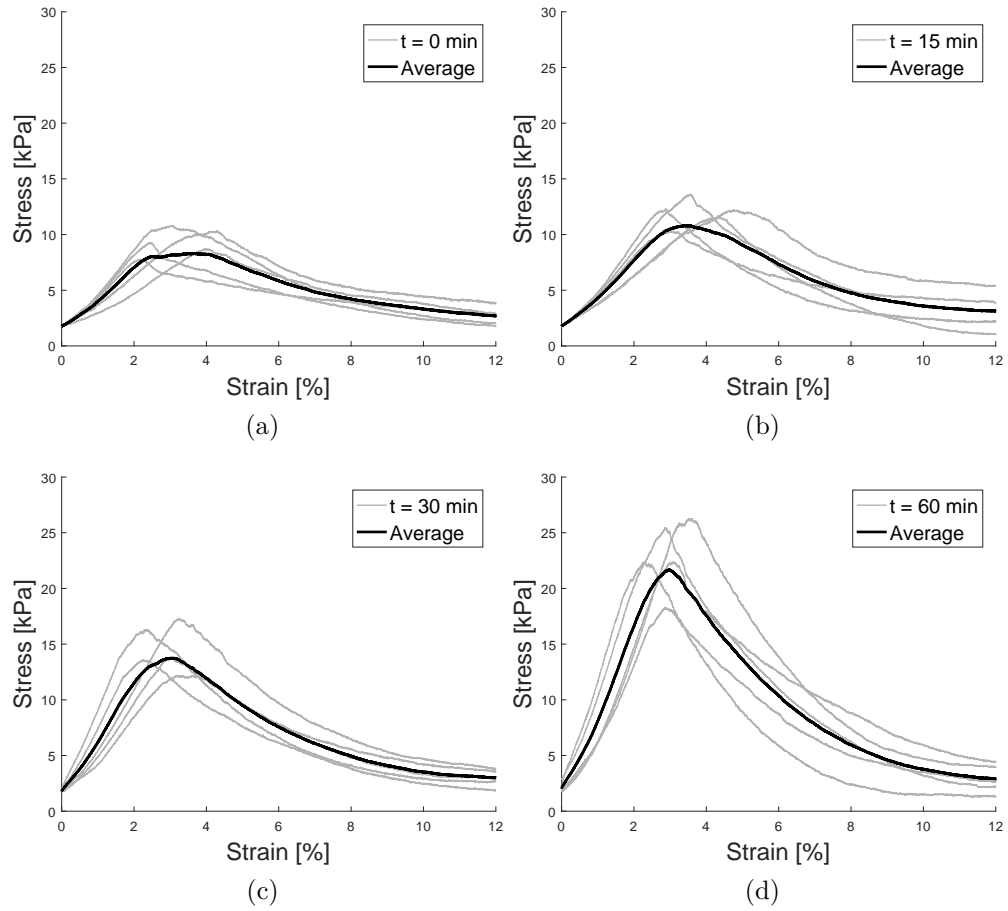 30
25
20
15
10
5
0
Stress [kPa]
t = 0 min
Average
0 2 4 6 8 10 12
Strain [%]
(a)
30
25
20
15
10
5
0
Stress [kPa]
t = 15 min
Average
0 2 4 6 8 10 12
Strain [%]
(b)
30
25
20
15
10
5
0
Stress [kPa]
t = 30 min
Average
0 2 4 6 8 10 12
Strain [%]
(c)
30
25
20
15
10
5
0
Stress [kPa]
t = 60 min
Average
0 2 4 6 8 10 12
Strain [%]
(d)